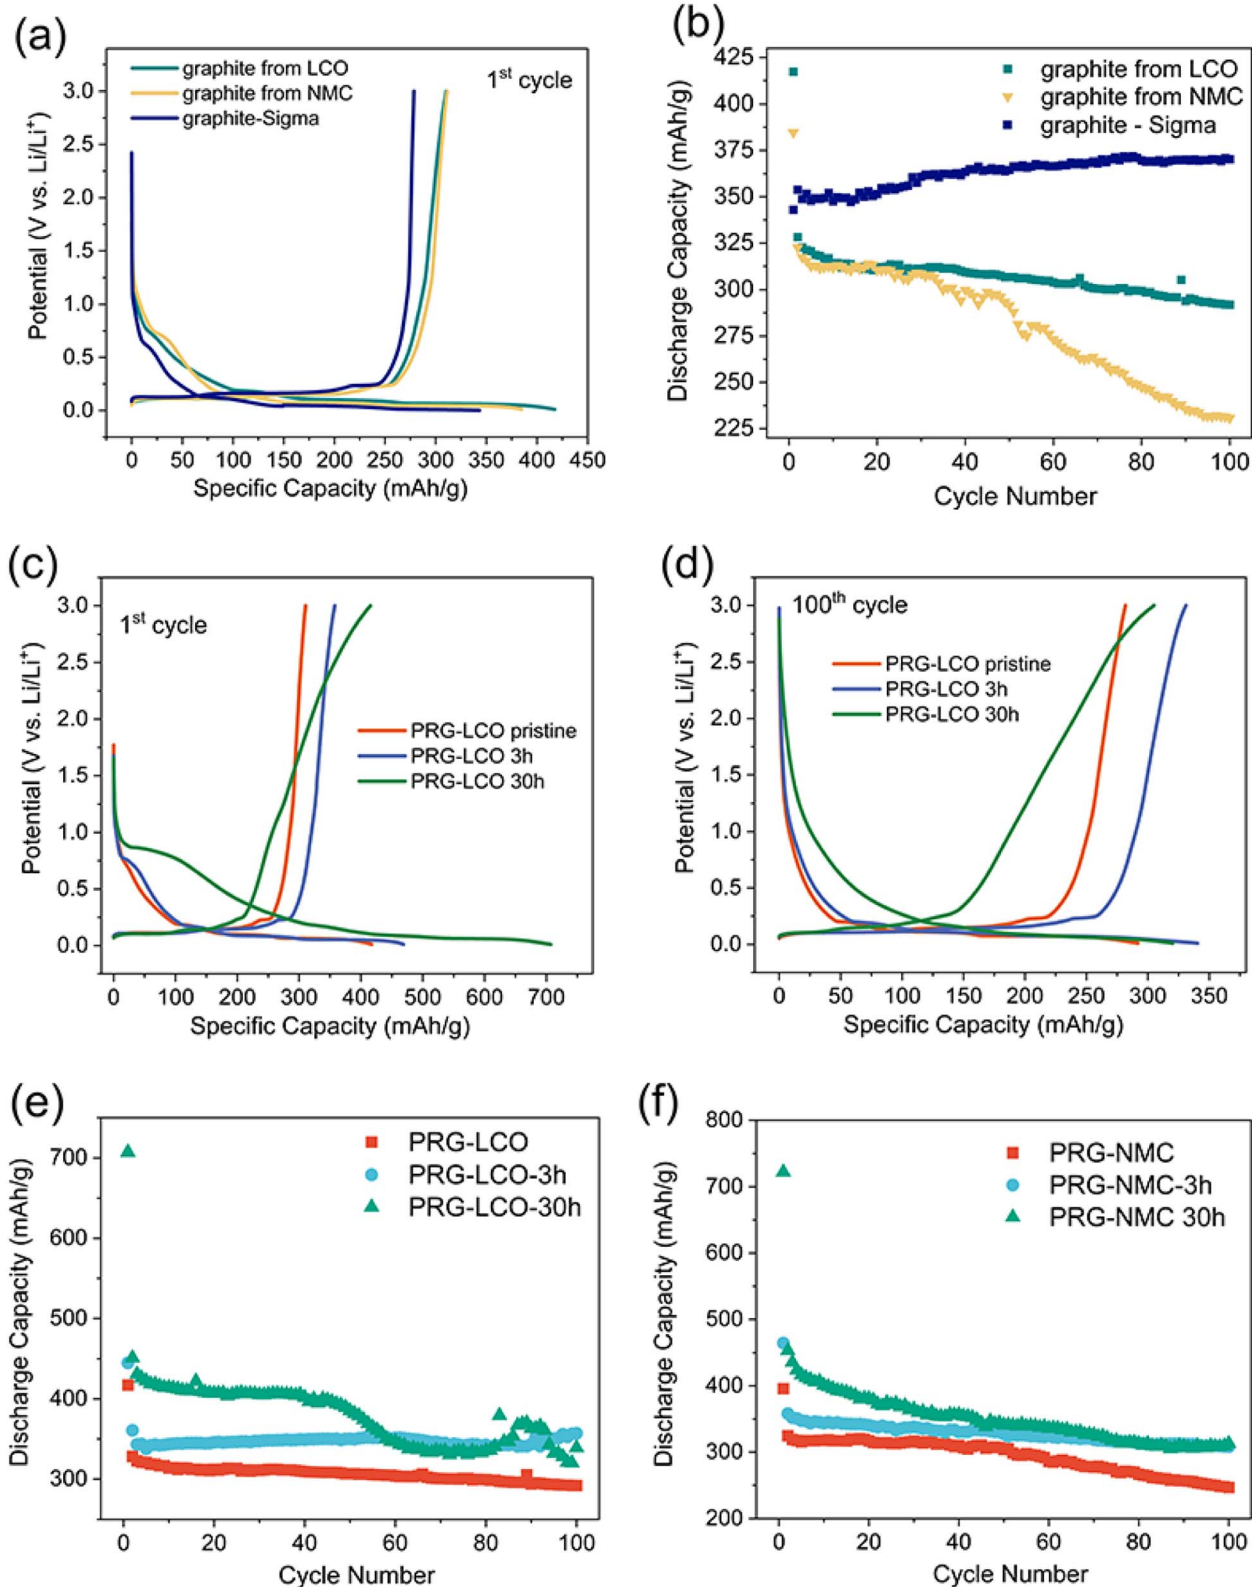 (a)
graphite from LCO
graphite from NMC
graphite-Sigma
1st cycle
3.0
2.5
2.0
1.5
1.0
0.5
0.0
Potential (V vs. Li/Li+)
0 50 100 150 200 250 300 350 400 450
Specific Capacity (mAh/g)
(b)
graphite from LCO
graphite from NMC
graphite - Sigma
425
400
375
350
325
300
275
250
225
Discharge Capacity (mAh/g)
0 20 40 60 80 100
Cycle Number
(c)
1st cycle
PRG-LCO pristine
PRG-LCO 3h
PRG-LCO 30h
3.0
2.5
2.0
1.5
1.0
0.5
0.0
Potential (V vs. Li/Li+)
0 100 200 300 400 500 600 700
Specific Capacity (mAh/g)
(d)
100th cycle
PRG-LCO pristine
PRG-LCO 3h
PRG-LCO 30h
3.0
2.5
2.0
1.5
1.0
0.5
0.0
Potential (V vs. Li/Li+)
0 50 100 150 200 250 300 350
Specific Capacity (mAh/g)
(e)
PRG-LCO
PRG-LCO-3h
PRG-LCO-30h
700
600
500
400
300
Discharge Capacity (mAh/g)
0 20 40 60 80 100
Cycle Number
(f)
PRG-NMC
PRG-NMC-3h
PRG-NMC 30h
800
700
600
500
400
300
200
Discharge Capacity (mAh/g)
0 20 40 60 80 100
Cycle Number